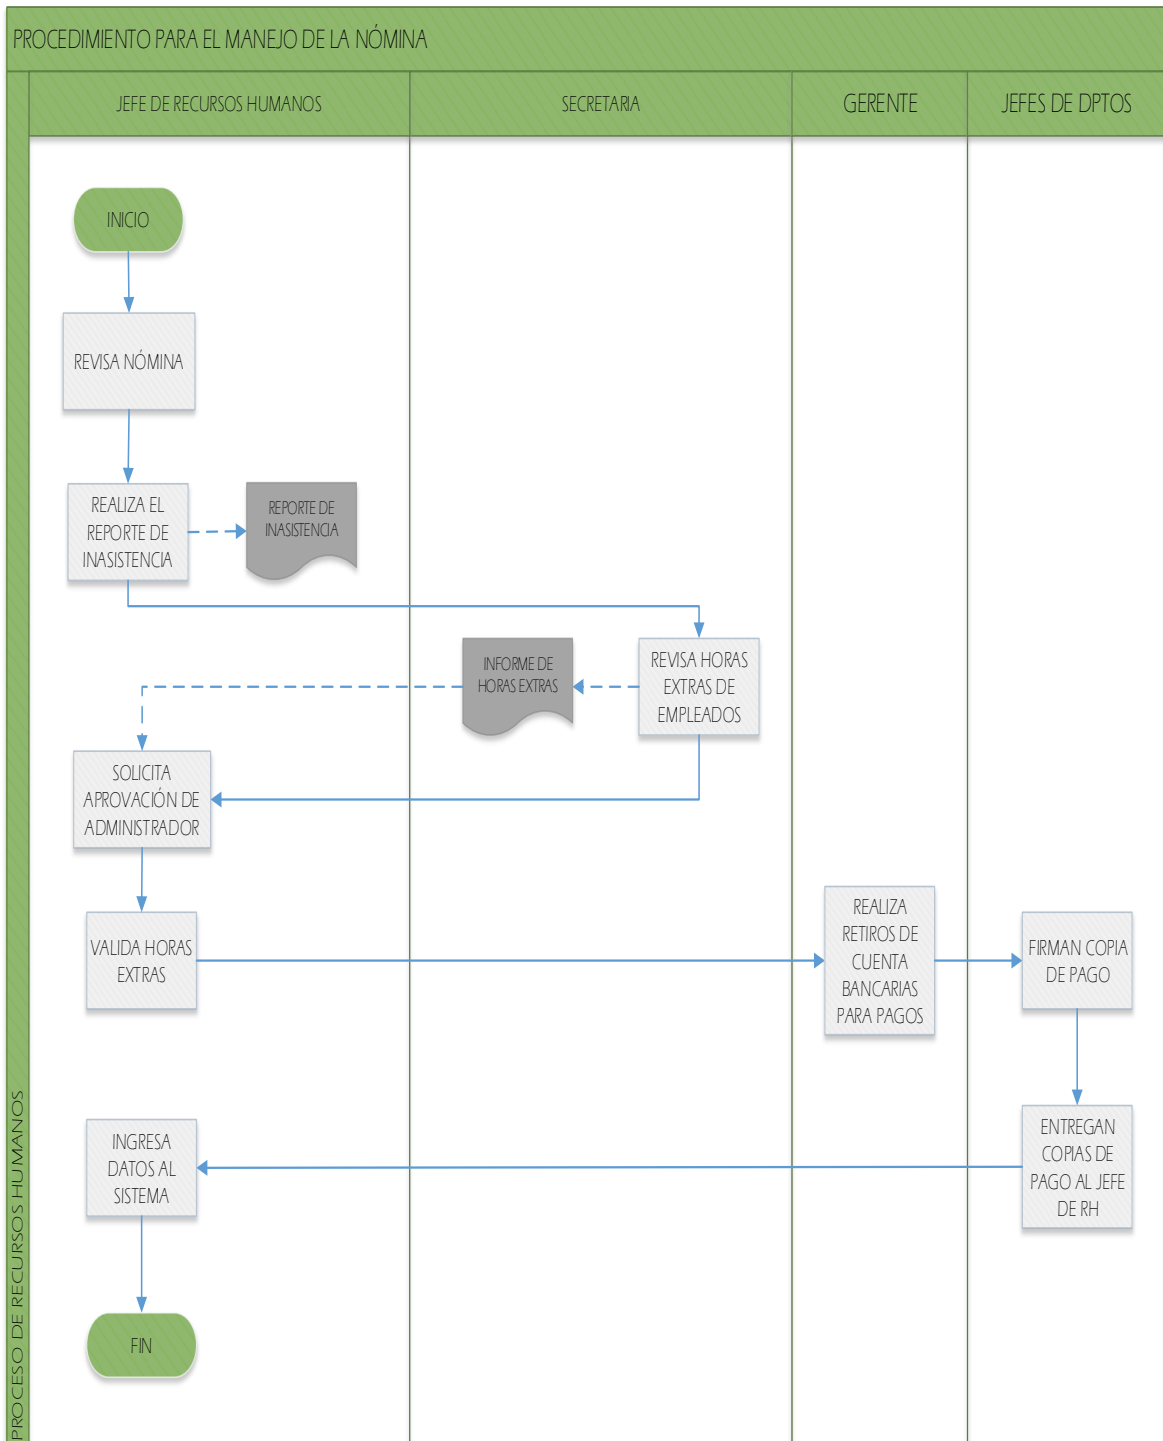 PROCEDIMIENTO PARA EL MANEJO DE LA NÓMINA
JEFE DE RECURSOS HUMANOS
SECRETARIA
GERENTE
JEFES DE DPTOS
INICIO
REVISA NÓMINA
REALIZA EL
REPORTE DE
INASISTENCIA
REPORTE DE
INASISTENCIA
INFORME DE
HORAS EXTRAS
REVISA HORAS
EXTRAS DE
EMPLEADOS
SOLICITA
APROVACIÓN DE
ADMINISTRADOR
VALIDA HORAS
EXTRAS
REALIZA
RETIROS DE
CUENTA
BANCARIAS
PARA PAGOS
FIRMAN COPIA
DE PAGO
INGRESA
DATOS AL
SISTEMA
ENTREGAN
COPIAS DE
PAGO AL JEFE
DE RH
FIN
PROCESO DE RECURSOS HUMANOS